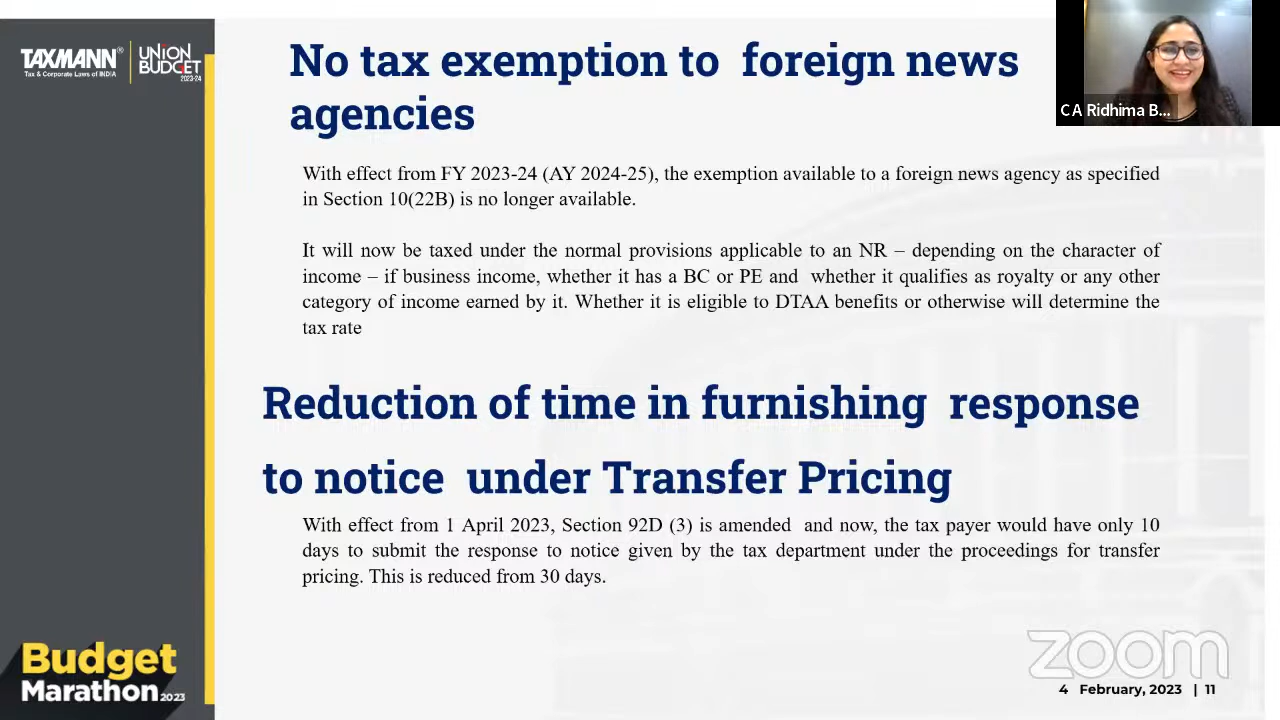 TAXMANN®
Tax & Corporate Laws of INDIA
UNION
BUDGET
2023-24
No tax exemption to foreign news
agencies
CA Ridhima B...
With effect from FY 2023-24 (AY 2024-25), the exemption available to a foreign news agency as specified
in Section 10(22B) is no longer available.
It will now be taxed under the normal provisions applicable to an NR – depending on the character of
income – if business income, whether it has a BC or PE and whether it qualifies as royalty or any other
category of income earned by it. Whether it is eligible to DTAA benefits or otherwise will determine the
tax rate
Reduction of time in furnishing response
to notice under Transfer Pricing
With effect from 1 April 2023, Section 92D (3) is amended and now, the tax payer would have only 10
days to submit the response to notice given by the tax department under the proceedings for transfer
pricing. This is reduced from 30 days.
Budget
Marathon 2023
zoom
4 February, 2023 | 11